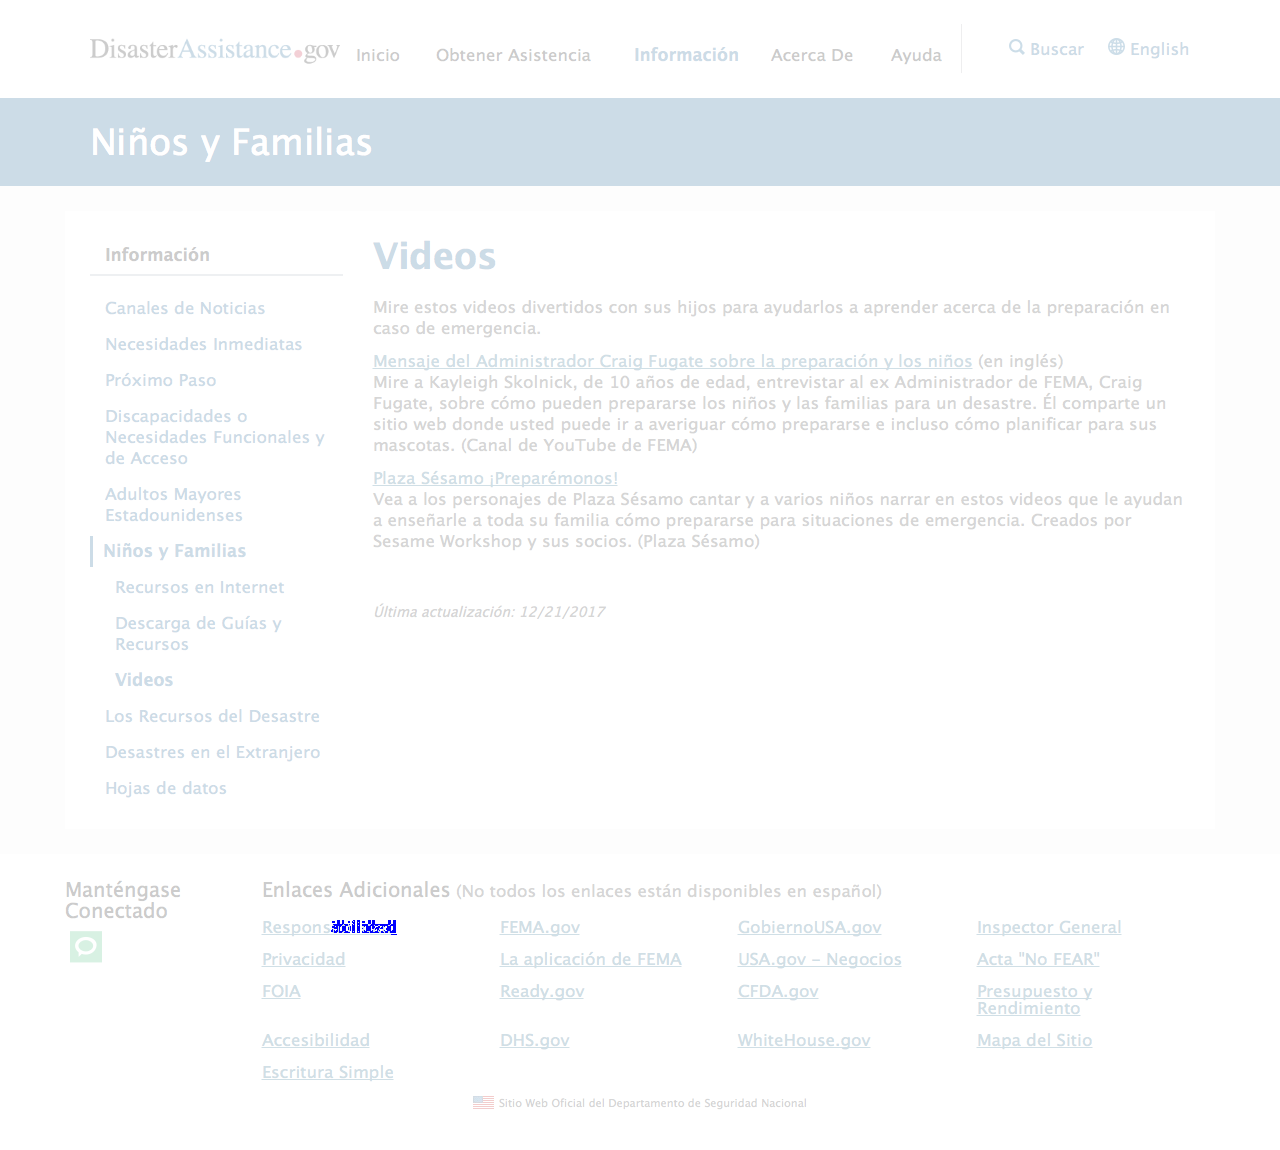 DisasterAssistance.gov Inicio Obtener Asistencia Información Acerca De Ayuda Buscar English
Niños y Familias
Información
Canales de Noticias
Necesidades Inmediatas
Próximo Paso
Discapacidades o
Necesidades Funcionales y
de Acceso
Adultos Mayores
Estadounidenses
Niños y Familias
Recursos en Internet
Descarga de Guías y
Recursos
Videos
Los Recursos del Desastre
Desastres en el Extranjero
Hojas de datos
Videos
Mire estos videos divertidos con sus hijos para ayudarlos a aprender acerca de la preparación en
caso de emergencia.
Mensaje del Administrador Craig Fugate sobre la preparación y los niños (en inglés)
Mire a Kayleigh Skolnick, de 10 años de edad, entrevistar al ex Administrador de FEMA, Craig
Fugate, sobre cómo pueden prepararse los niños y las familias para un desastre. Él comparte un
sitio web donde usted puede ir a averiguar cómo prepararse e incluso cómo planificar para sus
mascotas. (Canal de YouTube de FEMA)
Plaza Sésamo ¡Preparémonos!
Vea a los personajes de Plaza Sésamo cantar y a varios niños narrar en estos videos que le ayudan
a enseñarle a toda su familia cómo prepararse para situaciones de emergencia. Creados por
Sesame Workshop y sus socios. (Plaza Sésamo)
Última actualización: 12/21/2017
Manténgase
Conectado
Enlaces Adicionales (No todos los enlaces están disponibles en español)
FEMA.gov GobiernoUSA.gov Inspector General
Privacidad La aplicación de FEMA USA.gov – Negocios Acta "No FEAR"
FOIA Ready.gov CFDA.gov Presupuesto y
Rendimiento
Accesibilidad DHS.gov WhiteHouse.gov Mapa del Sitio
Escritura Simple
Sitio Web Oficial del Departamento de Seguridad Nacional